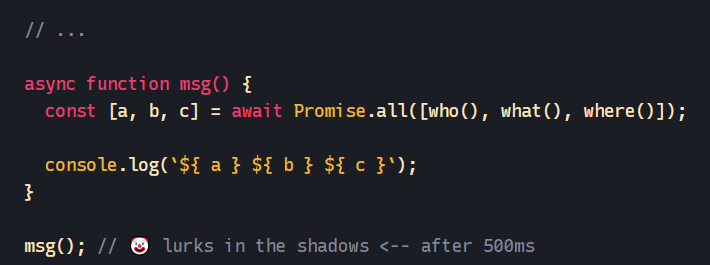 // ...
async function msg() {
const [a, b, c] = await Promise.all([who(), what(), where()]);
console.log(`${ a } ${ b } ${ c }`);
}
msg(); // 🤡 lurks in the shadows <-- after 500ms